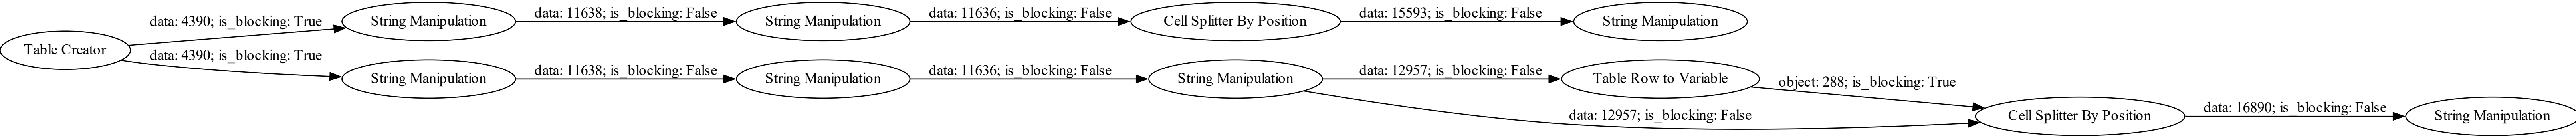 Table Creator
data: 4390; is_blocking: True
String Manipulation
data: 11638; is_blocking: False
String Manipulation
data: 11636; is_blocking: False
Cell Splitter By Position
data: 15593; is_blocking: False
String Manipulation
data: 4390; is_blocking: True
String Manipulation
data: 11638; is_blocking: False
String Manipulation
data: 11636; is_blocking: False
String Manipulation
data: 12957; is_blocking: False
Table Row to Variable
object: 288; is_blocking: True
data: 12957; is_blocking: False
Cell Splitter By Position
data: 16890; is_blocking: False
String Manipulation